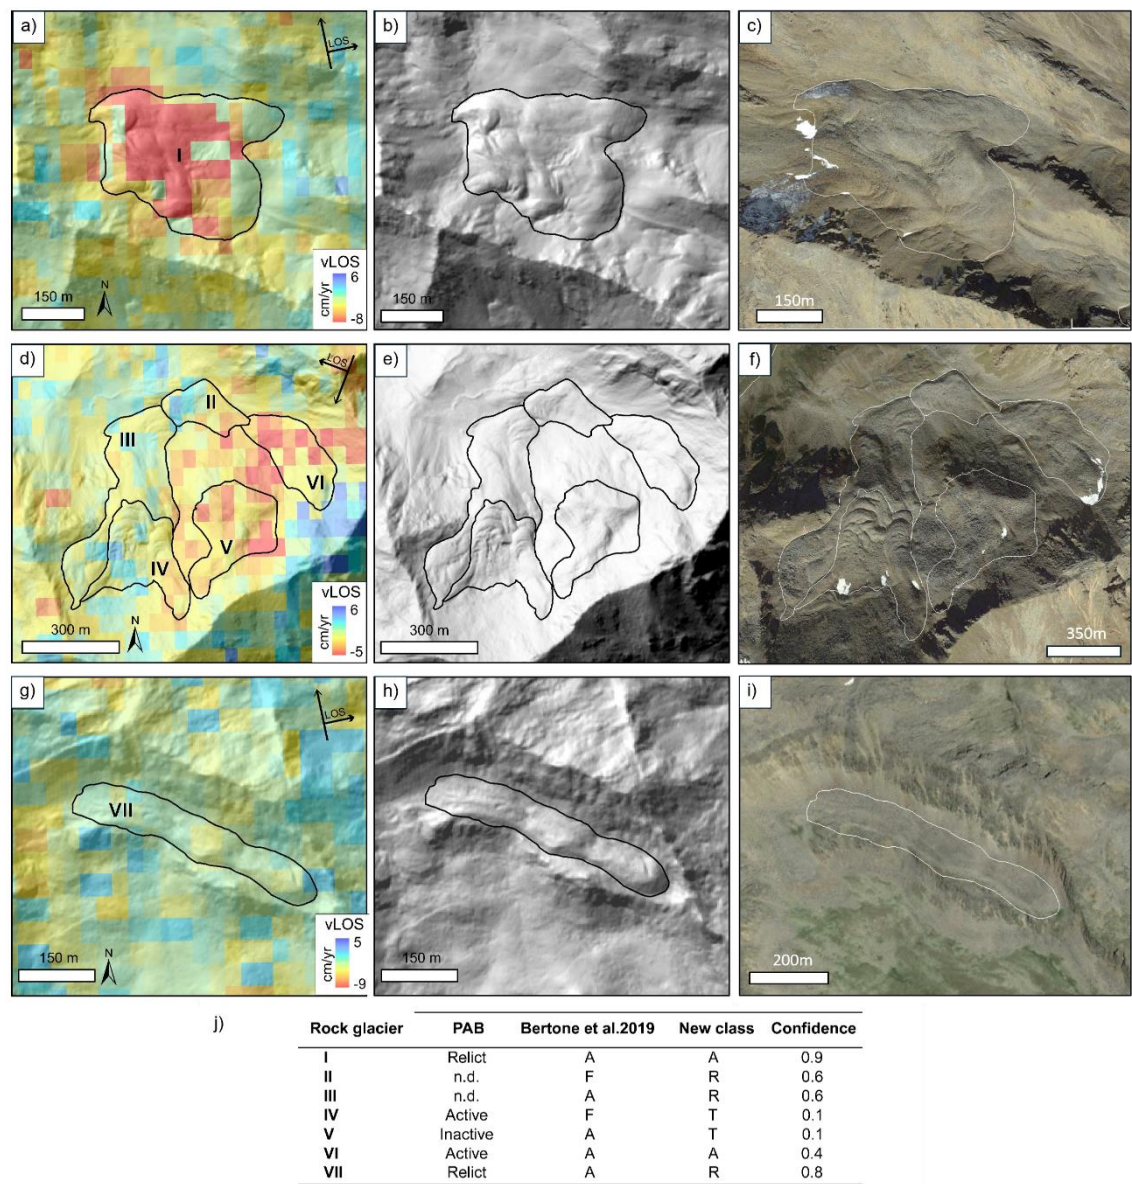 a)
LOS
I
vLOS
6
cm/yr
-8
150 m
N
b)
150 m
c)
150m
d)
LOS
II
III
VI
V
IV
vLOS
6
cm/yr
-5
300 m
N
e)
300 m
f)
350m
g)
LOS
VII
vLOS
5
cm/yr
-9
150 m
N
h)
150 m
i)
200m
j)
Rock glacier PAB Bertone et al.2019 New class Confidence
I Relict A A 0.9
II n.d. F R 0.6
III n.d. A R 0.6
IV Active F T 0.1
V Inactive A T 0.1
VI Active A A 0.4
VII Relict A R 0.8